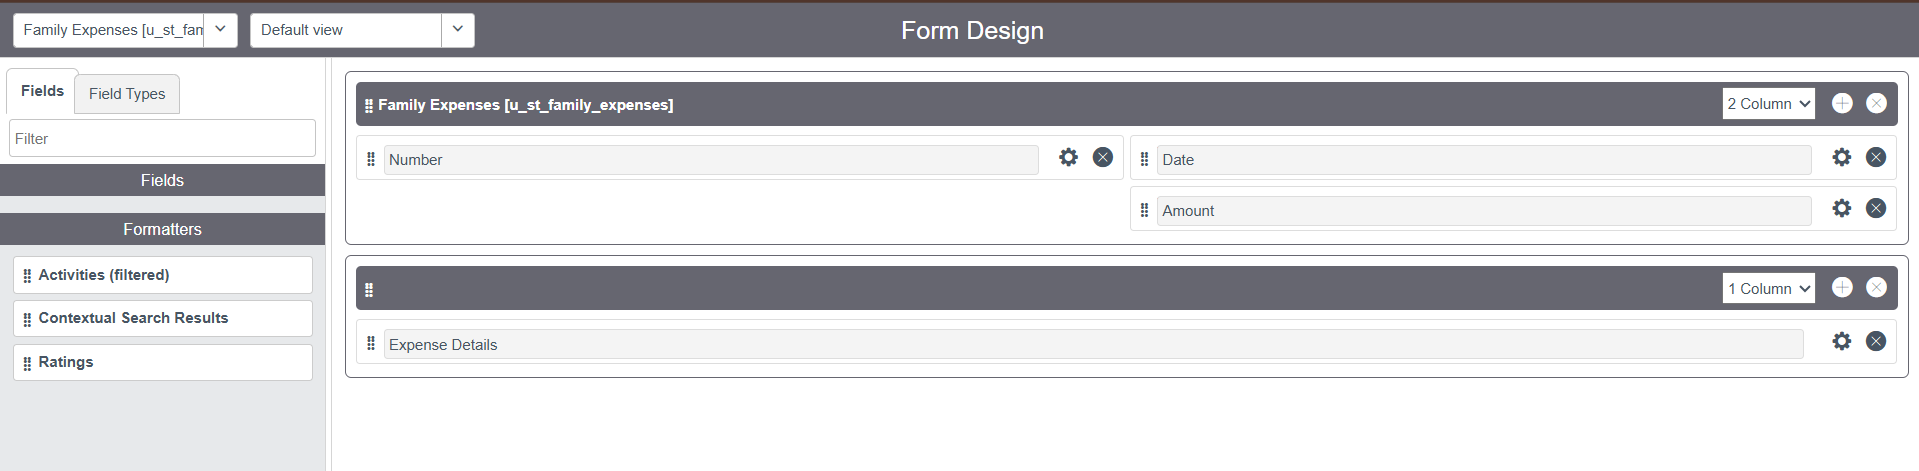 Family Expenses [u_st_fam
Default view
Form Design
Fields
Field Types
Filter
Fields
Formatters
Activities (filtered)
Contextual Search Results
Ratings
Family Expenses [u_st_family_expenses]
2 Column
Number
Date
Amount
1 Column
Expense Details